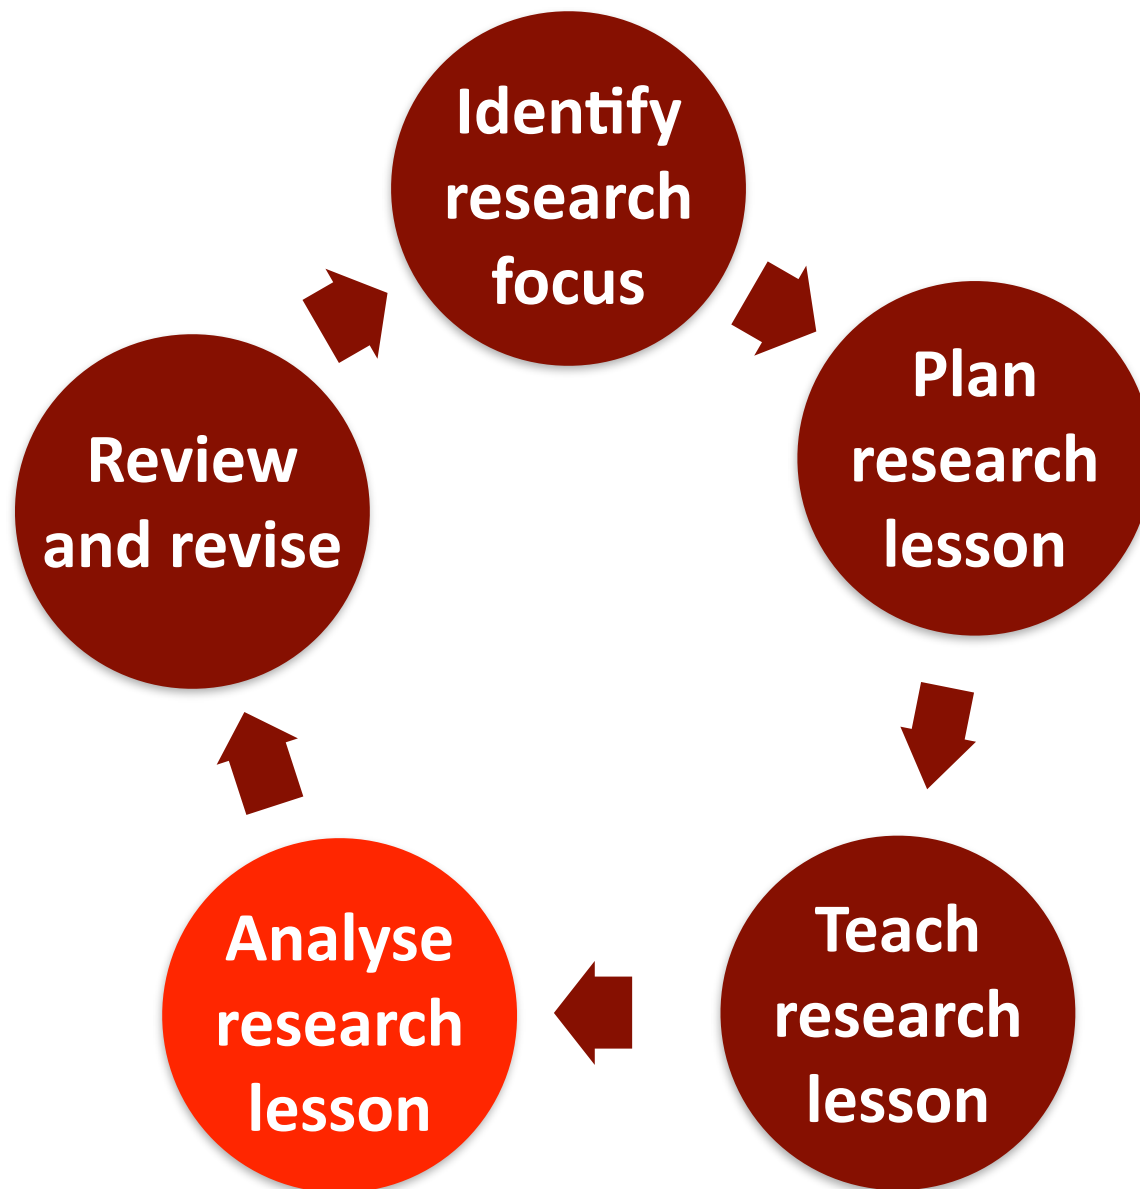 Identify
research
focus
Plan
research
lesson
Teach
research
lesson
Analyse
research
lesson
Review
and revise